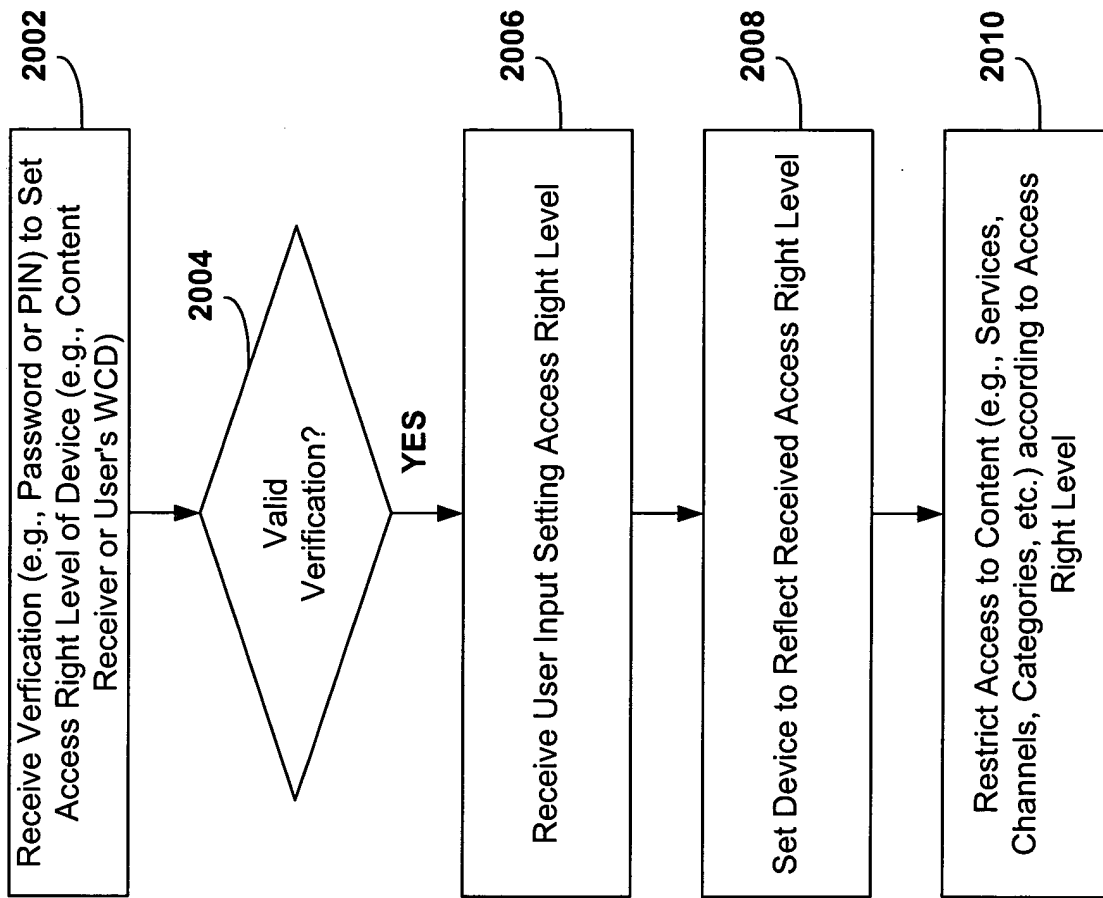 Receive Verfication (e.g., Password or PIN) to Set
Access Right Level of Device (e.g., Content
Receiver or User's WCD)
2002
Valid
Verification?
2004
YES
Receive User Input Setting Access Right Level
2006
Set Device to Reflect Received Access Right Level
2008
Restrict Access to Content (e.g., Services,
Channels, Categories, etc.) according to Access
Right Level
2010